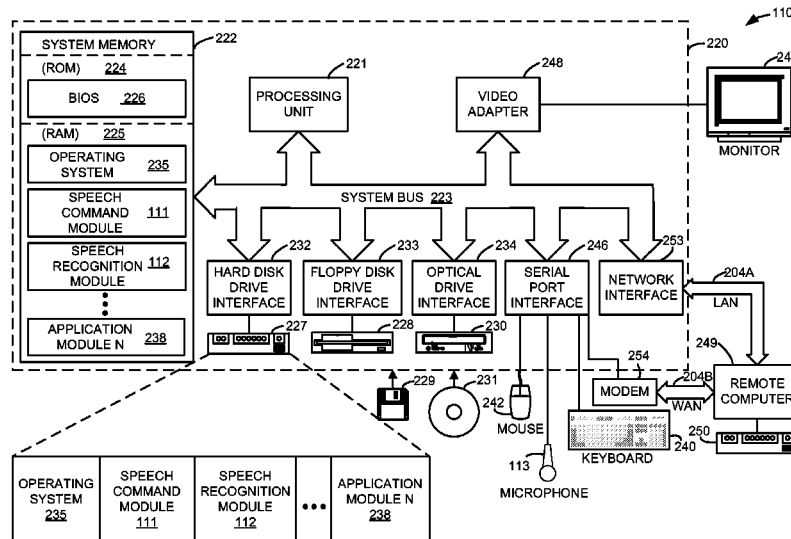 110
SYSTEM MEMORY
222
(ROM) 224
BIOS 226
(RAM) 225
OPERATING
SYSTEM 235
SPEECH
COMMAND 111
MODULE
SPEECH
RECOGNITION 112
MODULE
APPLICATION
MODULE N 238
221
PROCESSING
UNIT
248
VIDEO
ADAPTER
220
MONITOR
SYSTEM BUS 223
232
HARD DISK
DRIVE
INTERFACE
233
FLOPPY DISK
DRIVE
INTERFACE
234
OPTICAL
DRIVE
INTERFACE
246
SERIAL
PORT
INTERFACE
253
NETWORK
INTERFACE
204A
LAN
227
228
230
229
231
242
MOUSE
254
MODEM
204B
WAN
249
REMOTE
COMPUTER
250
240
KEYBOARD
113
MICROPHONE
OPERATING
SYSTEM
235
SPEECH
COMMAND
MODULE
111
SPEECH
RECOGNITION
MODULE
112
APPLICATION
MODULE N
238